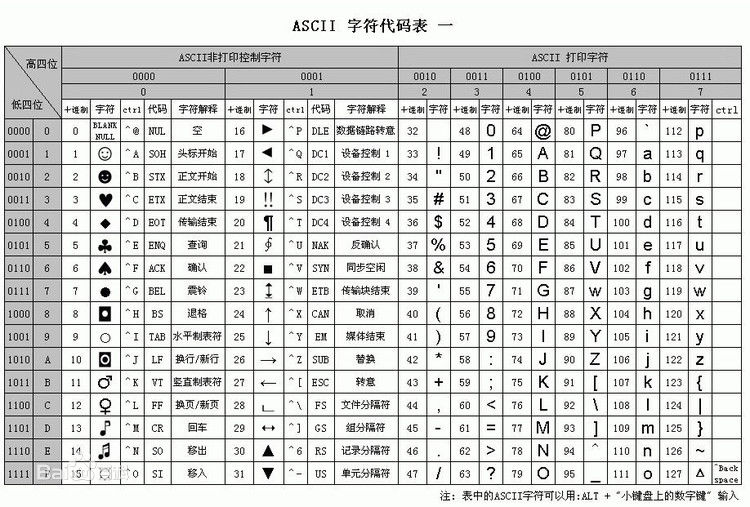 ASCII 字符代码表 一
高四位 ASCII非打印控制字符 ASCII 打印字符
0000 0001 0010 0011 0100 0101 0110 0111
低四位 0 1 2 3 4 5 6 7
十进制 字符 ctrl 代码 字符解释 十进制 字符 ctrl 代码 字符解释 十进制 字符 十进制 字符 十进制 字符 十进制 字符 十进制 字符 十进制 字符 ctrl
0000 0 0 BLANK NULL ^@ NUL 空 16 ► ^P DLE 数据链路转意 32 48 0 64 @ 80 P 96 ` 112 p
0001 1 1 ☺ ^A SOH 头标开始 17 ◄ ^Q DC1 设备控制 1 33 ! 49 1 65 A 81 Q 97 a 113 q
0010 2 2 ☻ ^B STX 正文开始 18 ↕ ^R DC2 设备控制 2 34 " 50 2 66 B 82 R 98 b 114 r
0011 3 3 ♥ ^C ETX 正文结束 19 ‼ ^S DC3 设备控制 3 35 # 51 3 67 C 83 S 99 c 115 s
0100 4 4 ◆ ^D EOT 传输结束 20 ¶ ^T DC4 设备控制 4 36 $ 52 4 68 D 84 T 100 d 116 t
0101 5 5 ♣ ^E ENQ 查询 21 ∮ ^U NAK 反确认 37 % 53 5 69 E 85 U 101 e 117 u
0110 6 6 ♠ ^F ACK 确认 22 ■ ^V SYN 同步空闲 38 & 54 6 70 F 86 V 102 f 118 v
0111 7 7 ● ^G BEL 震铃 23 ↨ ^W ETB 传输块结束 39 ' 55 7 71 G 87 w 103 g 119 w
1000 8 8 ◘ ^H BS 退格 24 ↑ ^X CAN 取消 40 ( 56 8 72 H 88 X 104 h 120 x
1001 9 9 ○ ^I TAB 水平制表符 25 ↓ ^Y EM 媒体结束 41 ) 57 9 73 I 89 Y 105 i 121 y
1010 A 10 ◙ ^J LF 换行/新行 26 → ^Z SUB 替换 42 * 58 : 74 J 90 Z 106 j 122 z
1011 B 11 ♂ ^K VT 竖直制表符 27 ← ^[ ESC 转意 43 + 59 ; 75 K 91 [ 107 k 123 {
1100 C 12 ♀ ^L FF 换页/新页 28 ∟ ^\ FS 文件分隔符 44 , 60 < 76 L 92 \ 108 l 124 |
1101 D 13 ♪ ^M CR 回车 29 ↔ ^] GS 组分隔符 45 - 61 = 77 M 93 ] 109 m 125 }
1110 E 14 ♫ ^N SO 移出 30 ▲ ^6 RS 记录分隔符 46 . 62 > 78 N 94 ^ 110 n 126 ~
1111 15 ^O SI 移入 31 ▼ ^- US 单元分隔符 47 / 63 ? 79 O 95 _ 111 o 127 Δ ^Back space
注：表中的ASCII字符可以用:ALT + "小键盘上的数字键" 输入